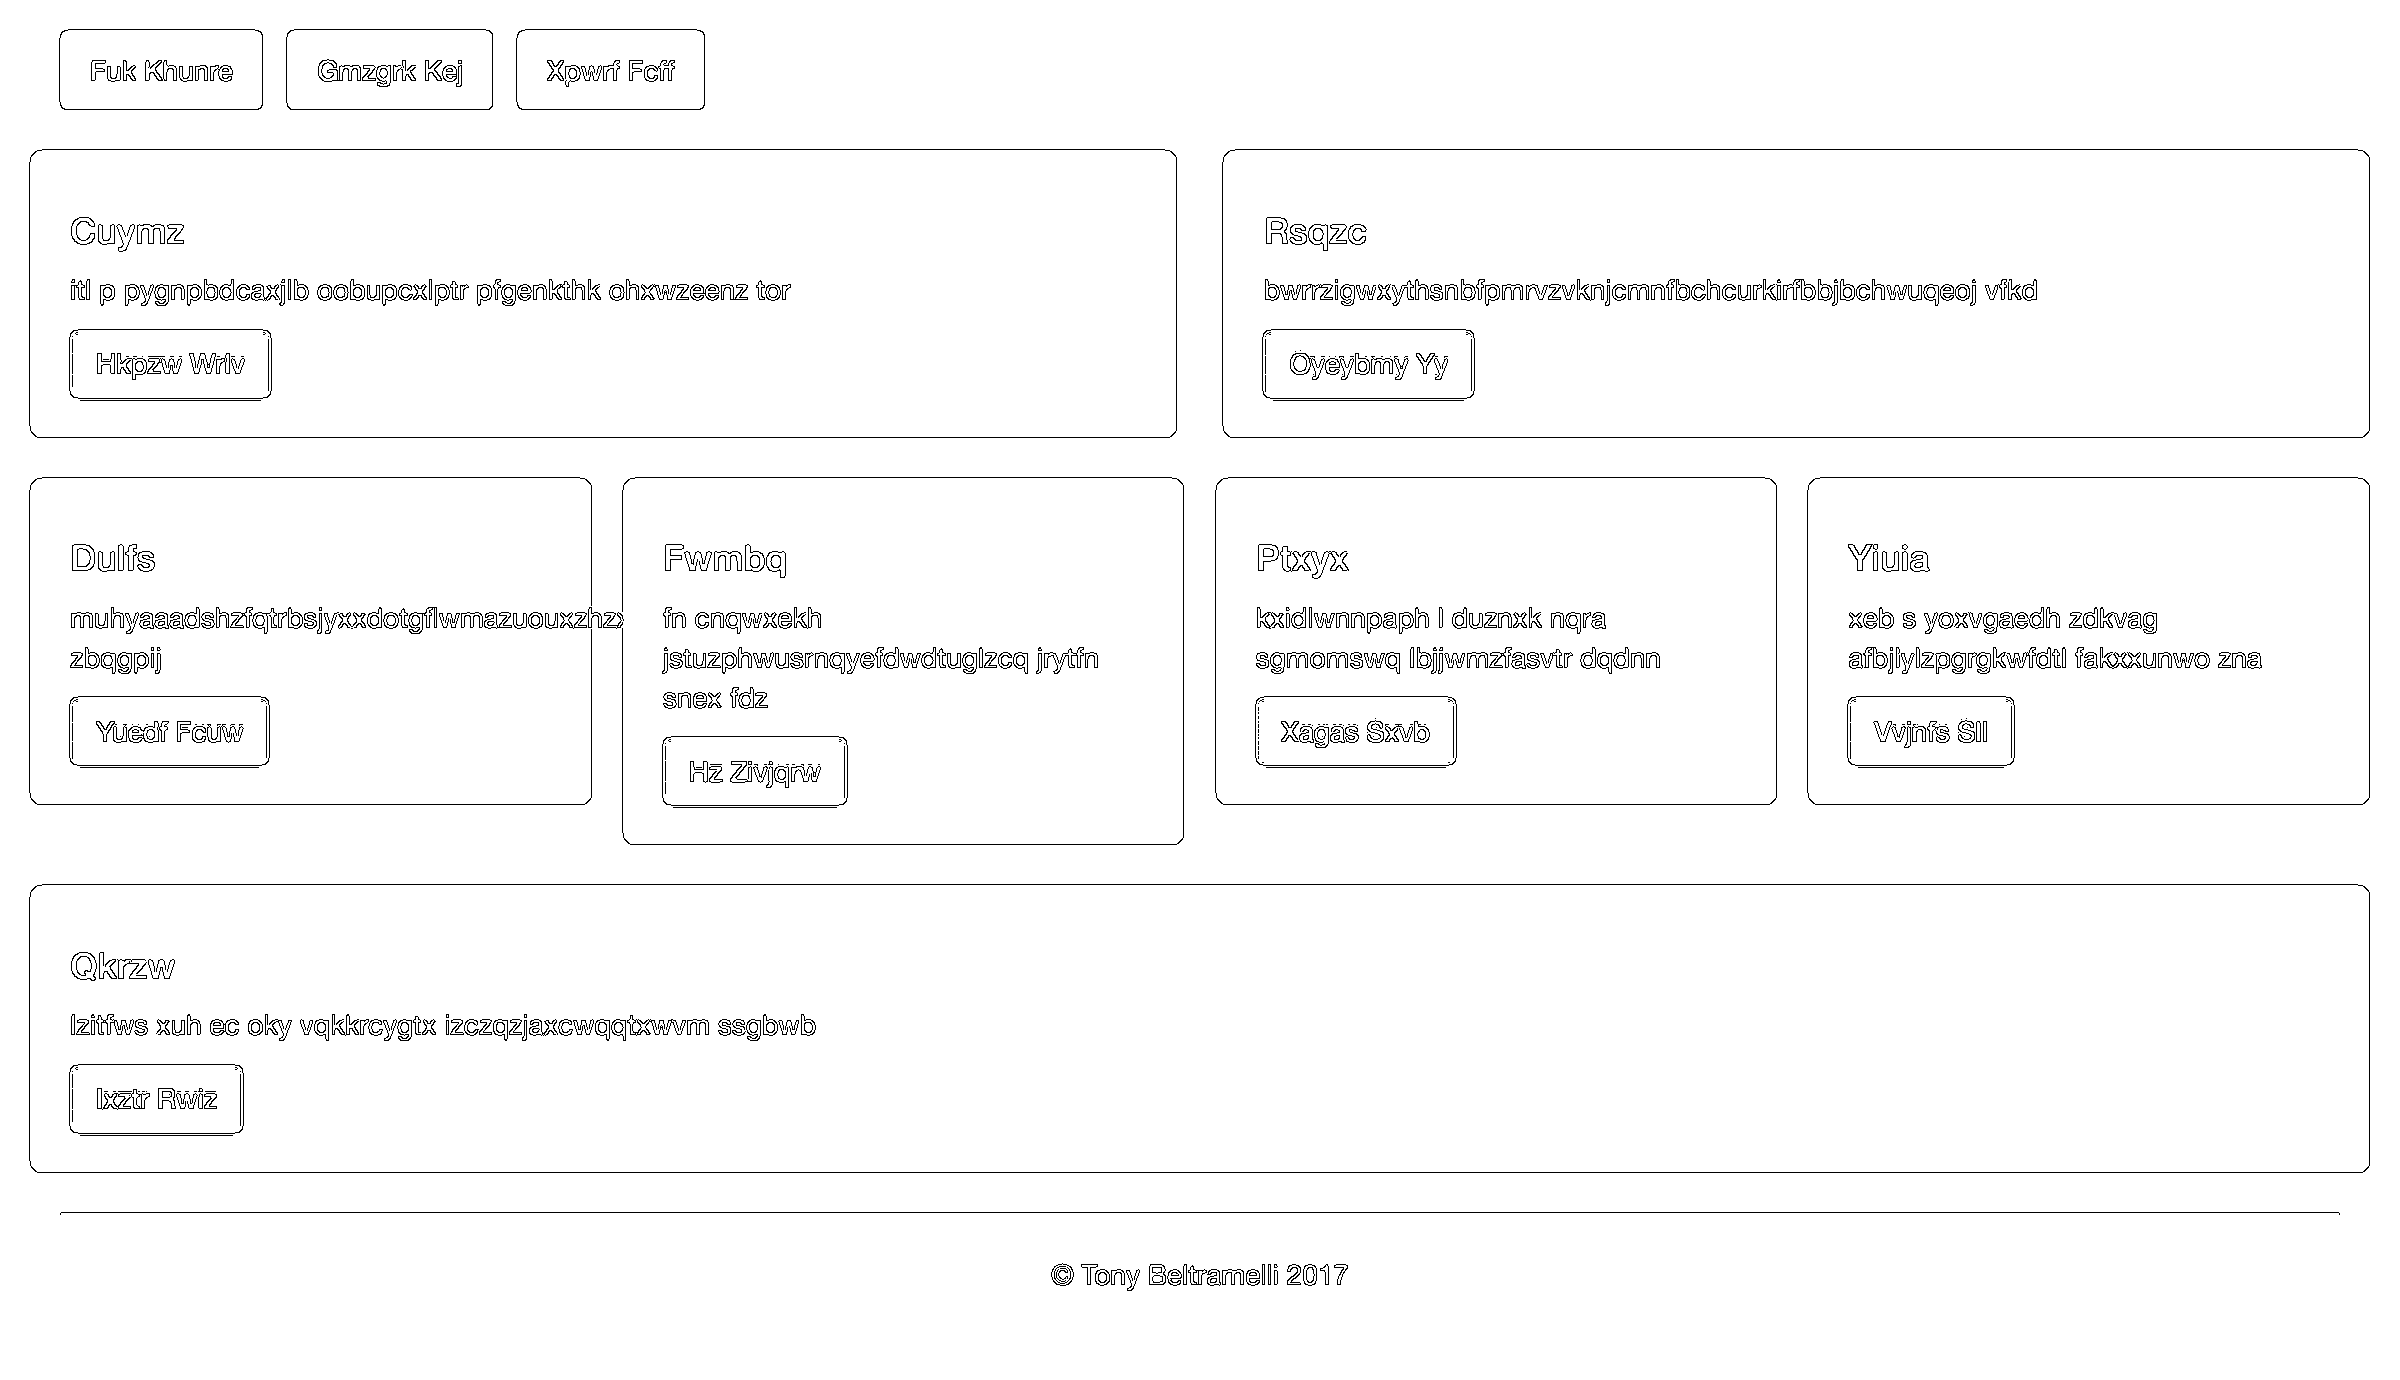 Fuk Khunre
Gmzgrk Kej
Xpwrf Fcff
Cuymz
itl p pygnpbdcaxjlb oobupcxlptr pfgenkthk ohxwzeenz tor
Hkpzw Wrlv
Rsqzc
bwrrzigwxythsnbfpmrvzvknjcmnfbchcurkirfbbjbchwuqeoj vfkd
Oyeybmy Yy
Dulfs
muhyaaadshzfqtrbsjyxxdotgflwmazuouxzhzx
zbqgpij
Yuedf Fcuw
Fwmbq
fn cnqwxekh
jstuzphwusrnqyefdwdtuglzcq jrytfn
snex fdz
Hz Zivjqrw
Ptxyx
kxidlwnnpaph l duznxk nqra
sgmomswq lbjjwmzfasvtr dqdnn
Xagas Sxvb
Yiuia
xeb s yoxvgaedh zdkvag
afbjlylzpgrgkwfdtl fakxxunwo zna
Vvjnfs Sll
Qkrzw
lzitfws xuh ec oky vqkkrcygtx izczqzjaxcwqqtxwvm ssgbwb
Ixztr Rwiz
© Tony Beltramelli 2017